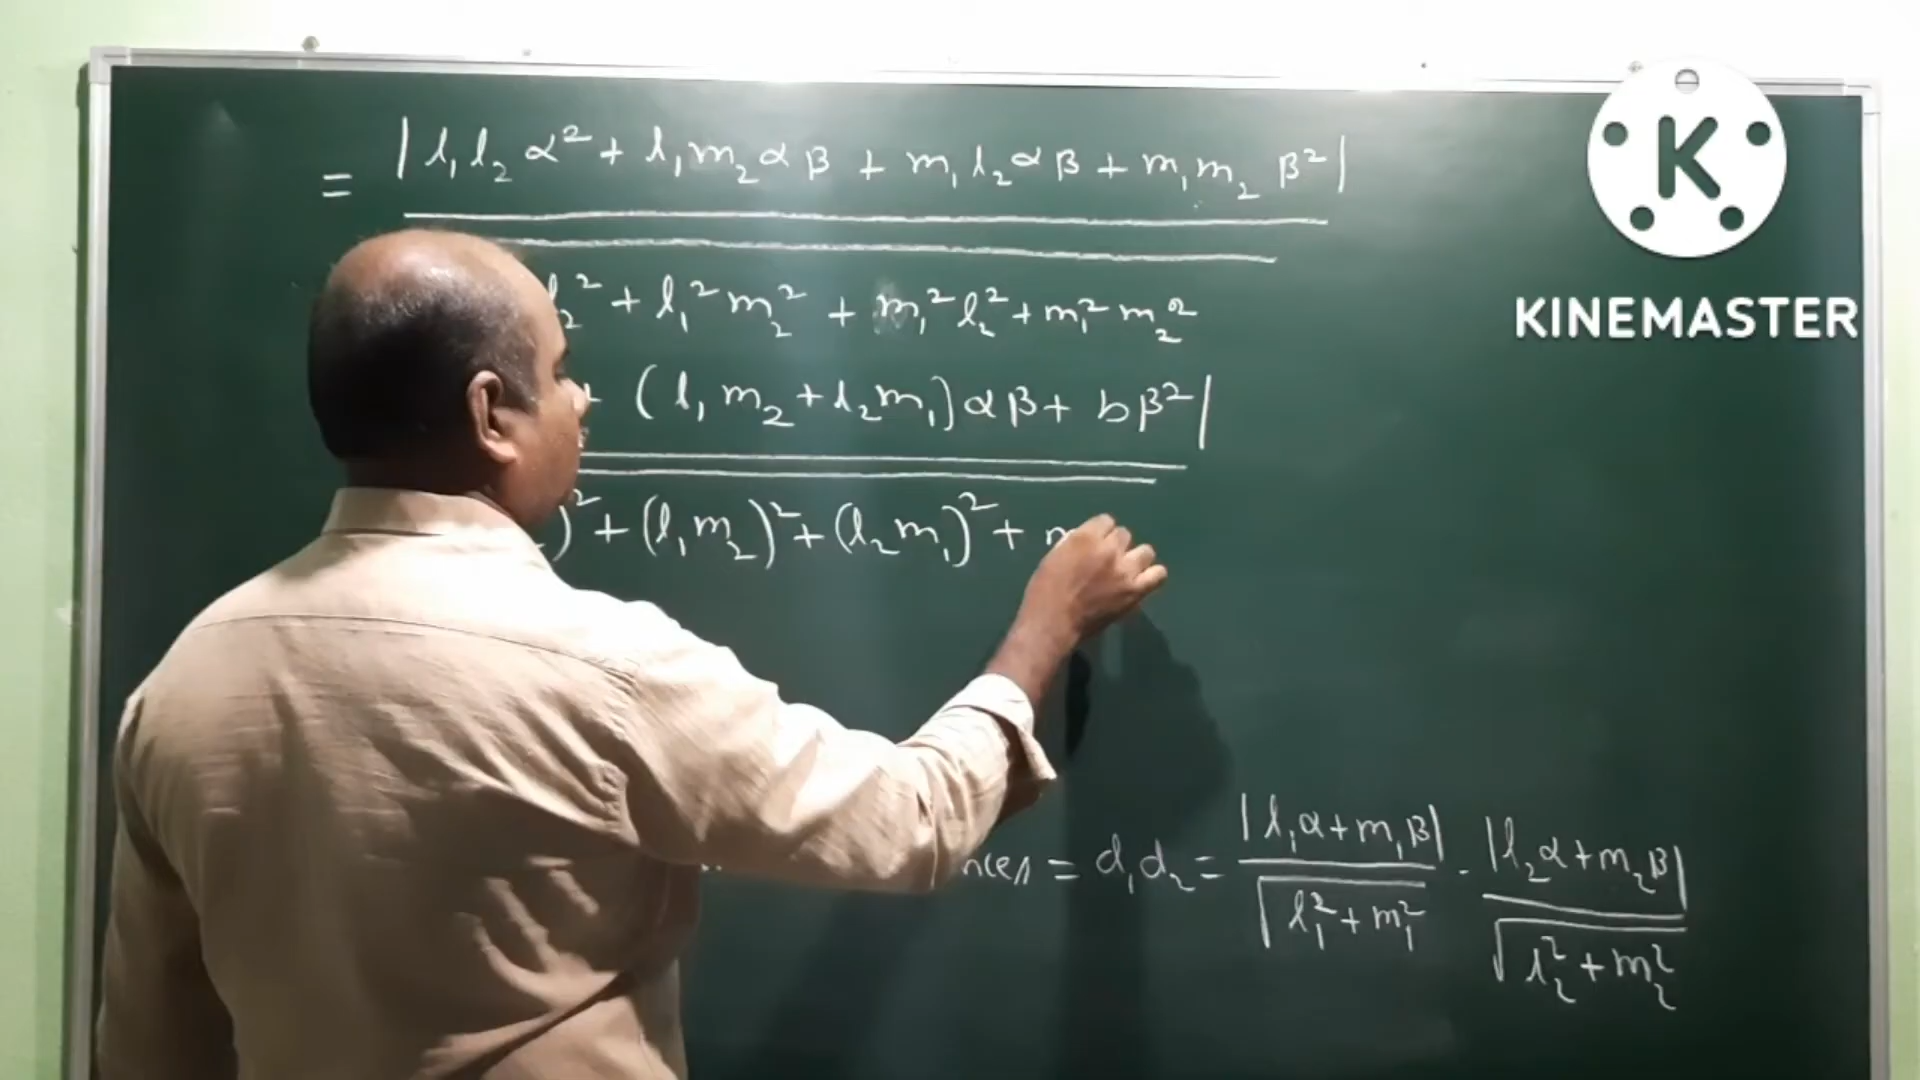 = |l₁l₂α² + l₁m₂αβ + m₁l₂αβ + m₁m₂β²|
l₂² + l₁²m₂² + m₁²l₂² + m₁²m₂²
(l₁m₂ + l₂m₁)αβ + bβ²|
)² + (l₁m₂)² + (l₂m₁)² + m
= d₁d₂ = |l₁α + m₁β| / √(l₁² + m₁²) · |l₂α + m₂β| / √(l₂² + m₂²)
K
KINEMASTER